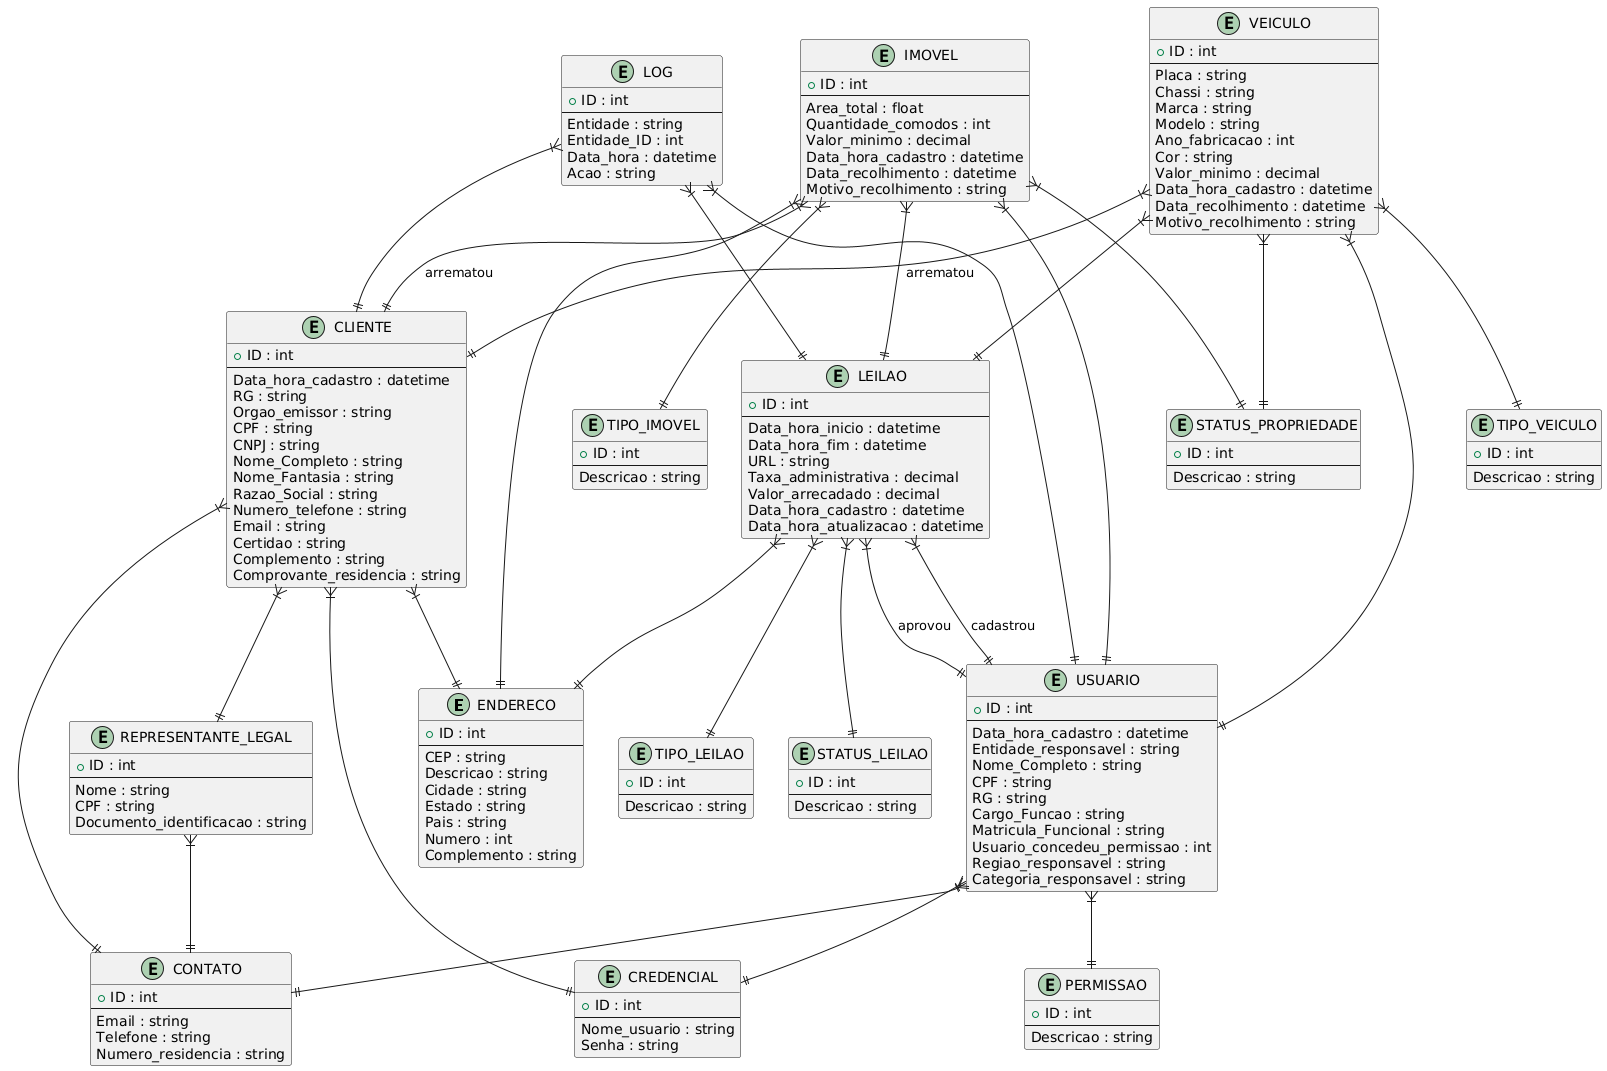 VEICULO
ID : int
Placa : string
Chassi : string
Marca : string
Modelo : string
Ano_fabricacao : int
Cor : string
Valor_minimo : decimal
Data_hora_cadastro : datetime
Data_recolhimento : datetime
Motivo_recolhimento : string
IMOVEL
ID : int
Area_total : float
Quantidade_comodos : int
Valor_minimo : decimal
Data_hora_cadastro : datetime
Data_recolhimento : datetime
Motivo_recolhimento : string
LOG
ID : int
Entidade : string
Entidade_ID : int
Data_hora : datetime
Acao : string
arrematou
arrematou
CLIENTE
ID : int
Data_hora_cadastro : datetime
RG : string
Orgao_emissor : string
CPF : string
CNPJ : string
Nome_Completo : string
Nome_Fantasia : string
Razao_Social : string
Numero_telefone : string
Email : string
Certidao : string
Complemento : string
Comprovante_residencia : string
TIPO_IMOVEL
ID : int
Descricao : string
LEILAO
ID : int
Data_hora_inicio : datetime
Data_hora_fim : datetime
URL : string
Taxa_administrativa : decimal
Valor_arrecadado : decimal
Data_hora_cadastro : datetime
Data_hora_atualizacao : datetime
STATUS_PROPRIEDADE
ID : int
Descricao : string
TIPO_VEICULO
ID : int
Descricao : string
aprovou
cadastrou
REPRESENTANTE_LEGAL
ID : int
Nome : string
CPF : string
Documento_identificacao : string
ENDERECO
ID : int
CEP : string
Descricao : string
Cidade : string
Estado : string
Pais : string
Numero : int
Complemento : string
TIPO_LEILAO
ID : int
Descricao : string
STATUS_LEILAO
ID : int
Descricao : string
USUARIO
ID : int
Data_hora_cadastro : datetime
Entidade_responsavel : string
Nome_Completo : string
CPF : string
RG : string
Cargo_Funcao : string
Matricula_Funcional : string
Usuario_concedeu_permissao : int
Regiao_responsavel : string
Categoria_responsavel : string
CONTATO
ID : int
Email : string
Telefone : string
Numero_residencia : string
CREDENCIAL
ID : int
Nome_usuario : string
Senha : string
PERMISSAO
ID : int
Descricao : string